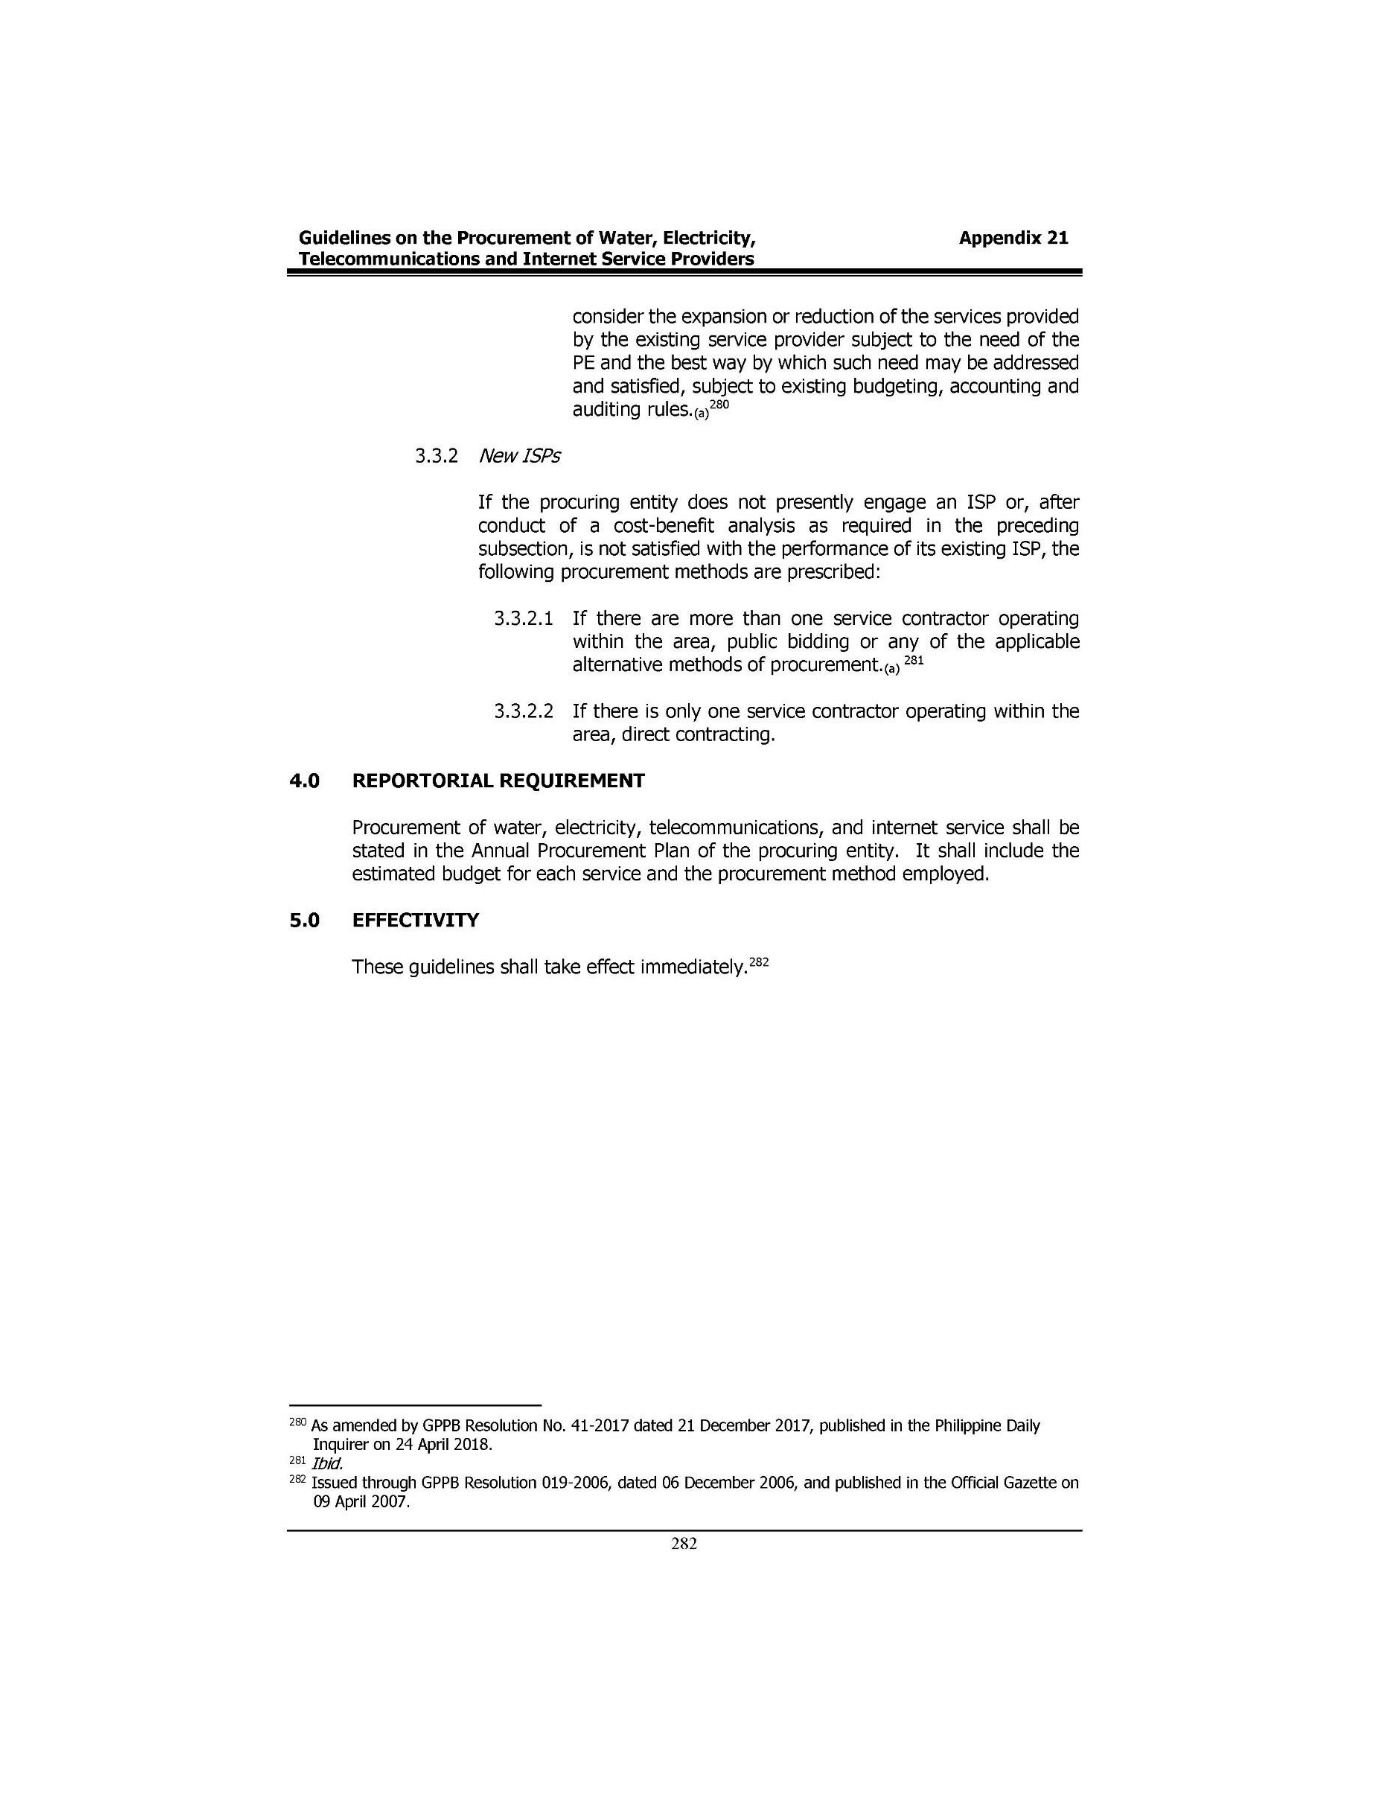 Guidelines on the Procurement of Water, Electricity, Appendix 21
Telecommunications and Internet Service Providers
consider the expansion or reduction of the services provided
by the existing service provider subject to the need of the
PE and the best way by which such need may be addressed
and satisfied, subject to existing budgeting, accounting and
auditing rules.(a)280
3.3.2 New ISPs
If the procuring entity does not presently engage an ISP or, after
conduct of a cost-benefit analysis as required in the preceding
subsection, is not satisfied with the performance of its existing ISP, the
following procurement methods are prescribed:
3.3.2.1 If there are more than one service contractor operating
within the area, public bidding or any of the applicable
alternative methods of procurement.(a) 281
3.3.2.2 If there is only one service contractor operating within the
area, direct contracting.
4.0 REPORTORIAL REQUIREMENT
Procurement of water, electricity, telecommunications, and internet service shall be
stated in the Annual Procurement Plan of the procuring entity. It shall include the
estimated budget for each service and the procurement method employed.
5.0 EFFECTIVITY
These guidelines shall take effect immediately.282
280 As amended by GPPB Resolution No. 41-2017 dated 21 December 2017, published in the Philippine Daily
Inquirer on 24 April 2018.
281 Ibid.
282 Issued through GPPB Resolution 019-2006, dated 06 December 2006, and published in the Official Gazette on
09 April 2007.
282